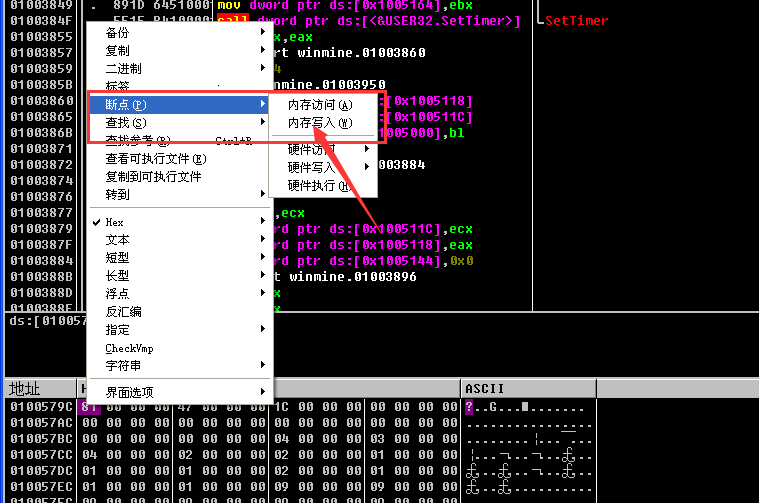 01003849 . 891D 6451000 mov dword ptr ds:[0x1005164],ebx
0100384F call dword ptr ds:[<&USER32.SetTimer>] SetTimer
01003855 x,eax
01003857 rt winmine.01003860
01003859
0100385B nmine.01003950
01003860 :[0x1005118]
01003865 :[0x100511C]
0100386B 1005000],bl
01003871
01003872 .01003884
01003874
01003877 ,ecx
01003879 rd ptr ds:[0x100511C],ecx
0100387F rd ptr ds:[0x1005118],eax
01003884 rd ptr ds:[0x1005144],0x0
0100388B t winmine.01003896
0100388D
0100388F
备份
复制
二进制
标签
断点(P)
查找(S)
查找参考(R) Ctrl+R
查看可执行文件(E)
复制到可执行文件
转到
Hex
文本
短型
长型
浮点
反汇编
指定
CheckVmp
字符串
界面选项
内存访问(A)
内存写入(W)
硬件访问
硬件写入
硬件执行(H)
ds:[010057
地址 H ASCII
0100579C 81 00 00 00 47 00 00 00 1C 00 00 00 00 00 00 00 ?..G...
010057AC 00 00 00 00 00 00 00 00 00 00 00 00 00 00 00 00 ................
010057BC 00 00 00 00 00 00 00 00 04 00 00 00 03 00 00 00
010057CC 04 00 00 00 02 00 00 00 02 00 00 00 01 00 00 00
010057DC 01 00 00 00 01 00 00 00 02 00 00 00 01 00 00 00
010057EC 01 00 00 00 01 00 00 00 09 00 00 00 09 00 00 00